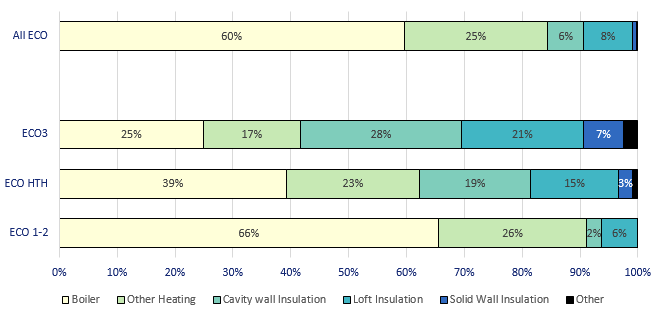 All ECO 60% 25% 6% 8%
ECO3 25% 17% 28% 21% 7%
ECO HTH 39% 23% 19% 15% 3%
ECO 1-2 66% 26% 2% 6%
0% 10% 20% 30% 40% 50% 60% 70% 80% 90% 100%
Boiler Other Heating Cavity wall Insulation Loft Insulation Solid Wall Insulation Other